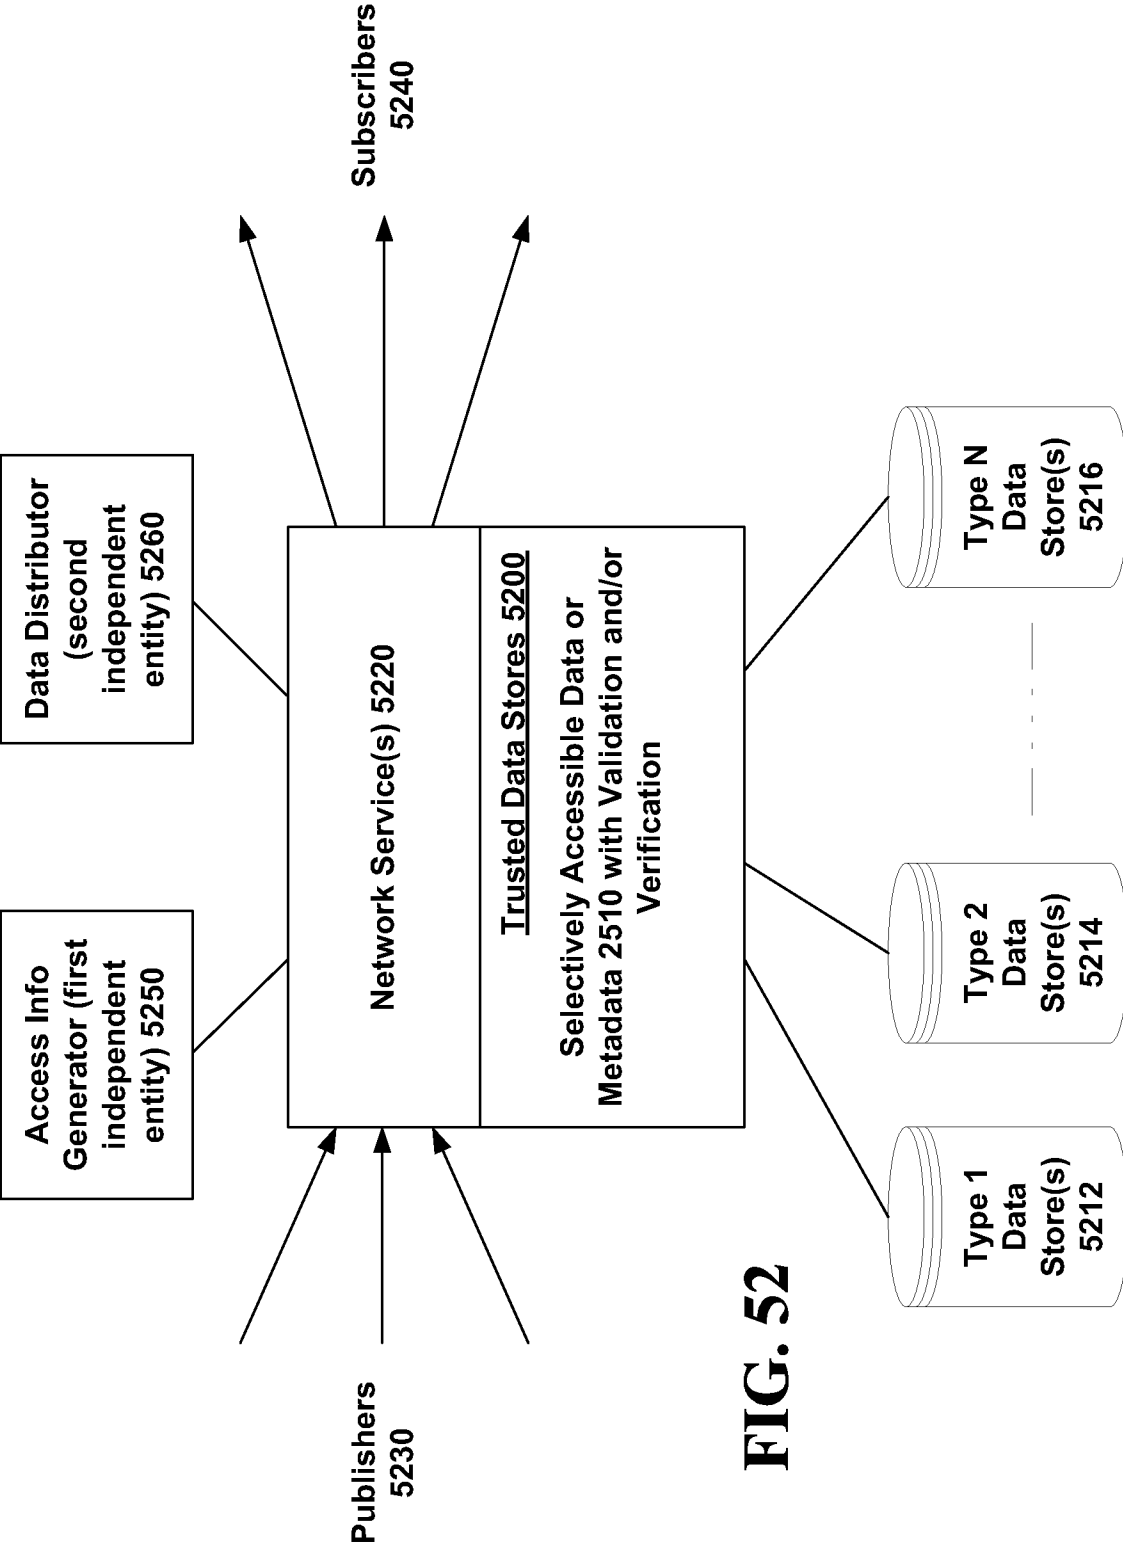 Access Info
Generator (first
independent
entity) 5250
Data Distributor
(second
independent
entity) 5260
Publishers
5230
Network Service(s) 5220
Subscribers
5240
Trusted Data Stores 5200
Selectively Accessible Data or
Metadata 2510 with Validation and/or
Verification
Type 1
Data
Store(s)
5212
Type 2
Data
Store(s)
5214
Type N
Data
Store(s)
5216
FIG. 52